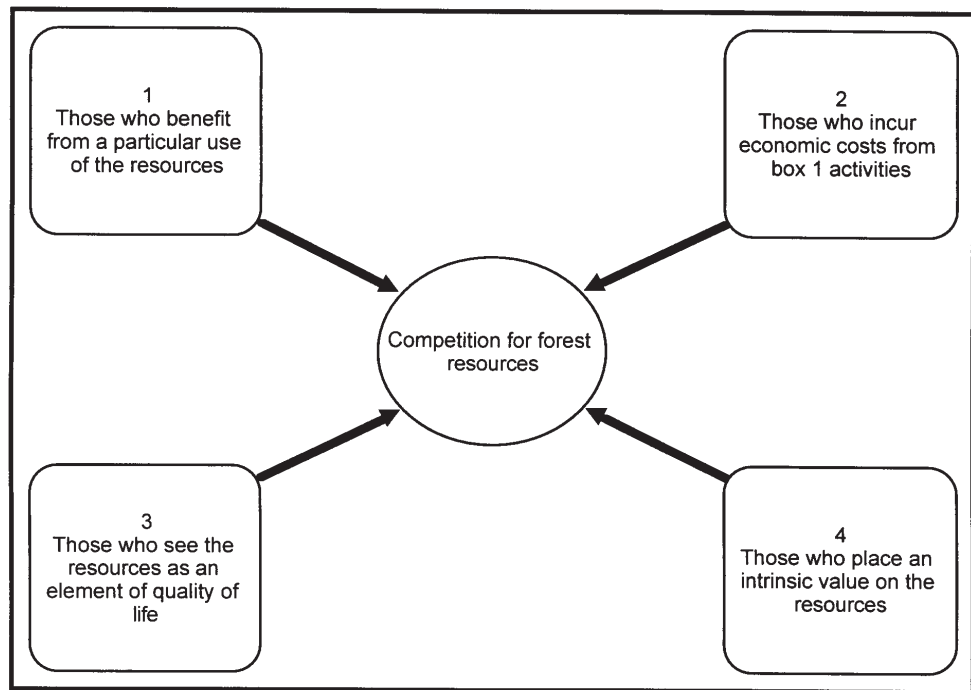 1
Those who benefit
from a particular use
of the resources
2
Those who incur
economic costs from
box 1 activities
Competition for forest
resources
3
Those who see the
resources as an
element of quality of
life
4
Those who place an
intrinsic value on the
resources